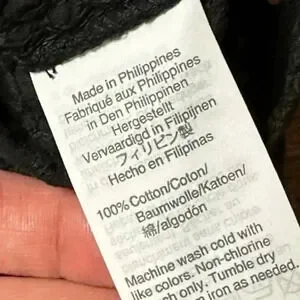 Made in Philippines
Fabriqué aux Philippines
in Den Philippinen
Hergestellt
Vervaardigd in Filipijnen
フィリピン製
Hecho en Filipinas
100% Cotton/Coton/
Baumwolle/Katoen/
綿/algodón
Machine wash cold with
like colors. Non-chlorine
only. Tumble dry
iron as needed.